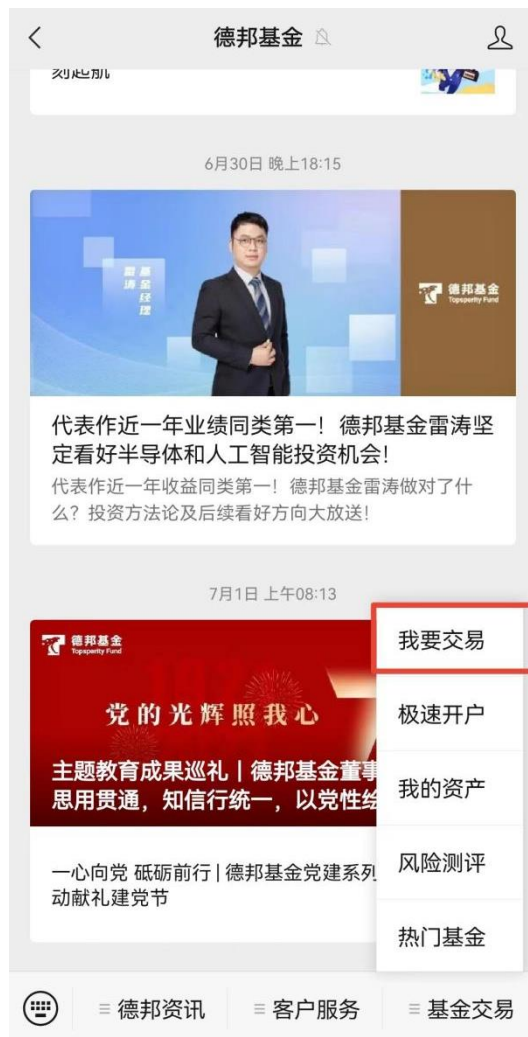 德邦基金
刻起航
6月30日 晚上18:15
基金经理
雷涛
德邦基金
Topsperity Fund
代表作近一年业绩同类第一！德邦基金雷涛坚
定看好半导体和人工智能投资机会！
代表作近一年收益同类第一！德邦基金雷涛做对了什
么？投资方法论及后续看好方向大放送！
7月1日 上午08:13
德邦基金
Topsperity Fund
党的光辉照我心
主题教育成果巡礼丨德邦基金董事
思用贯通，知信行统一，以党性
一心向党 砥砺前行 | 德邦基金党建系列
动献礼建党节
我要交易
极速开户
我的资产
风险测评
热门基金
德邦资讯
客户服务
基金交易